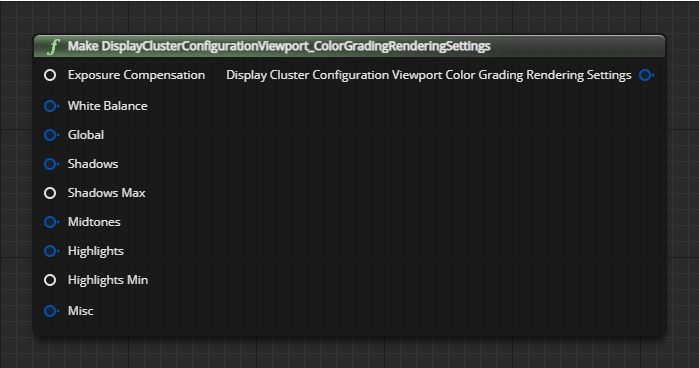 f Make DisplayClusterConfigurationViewport_ColorGradingRenderingSettings
Exposure Compensation Display Cluster Configuration Viewport Color Grading Rendering Settings
White Balance
Global
Shadows
Shadows Max
Midtones
Highlights
Highlights Min
Misc